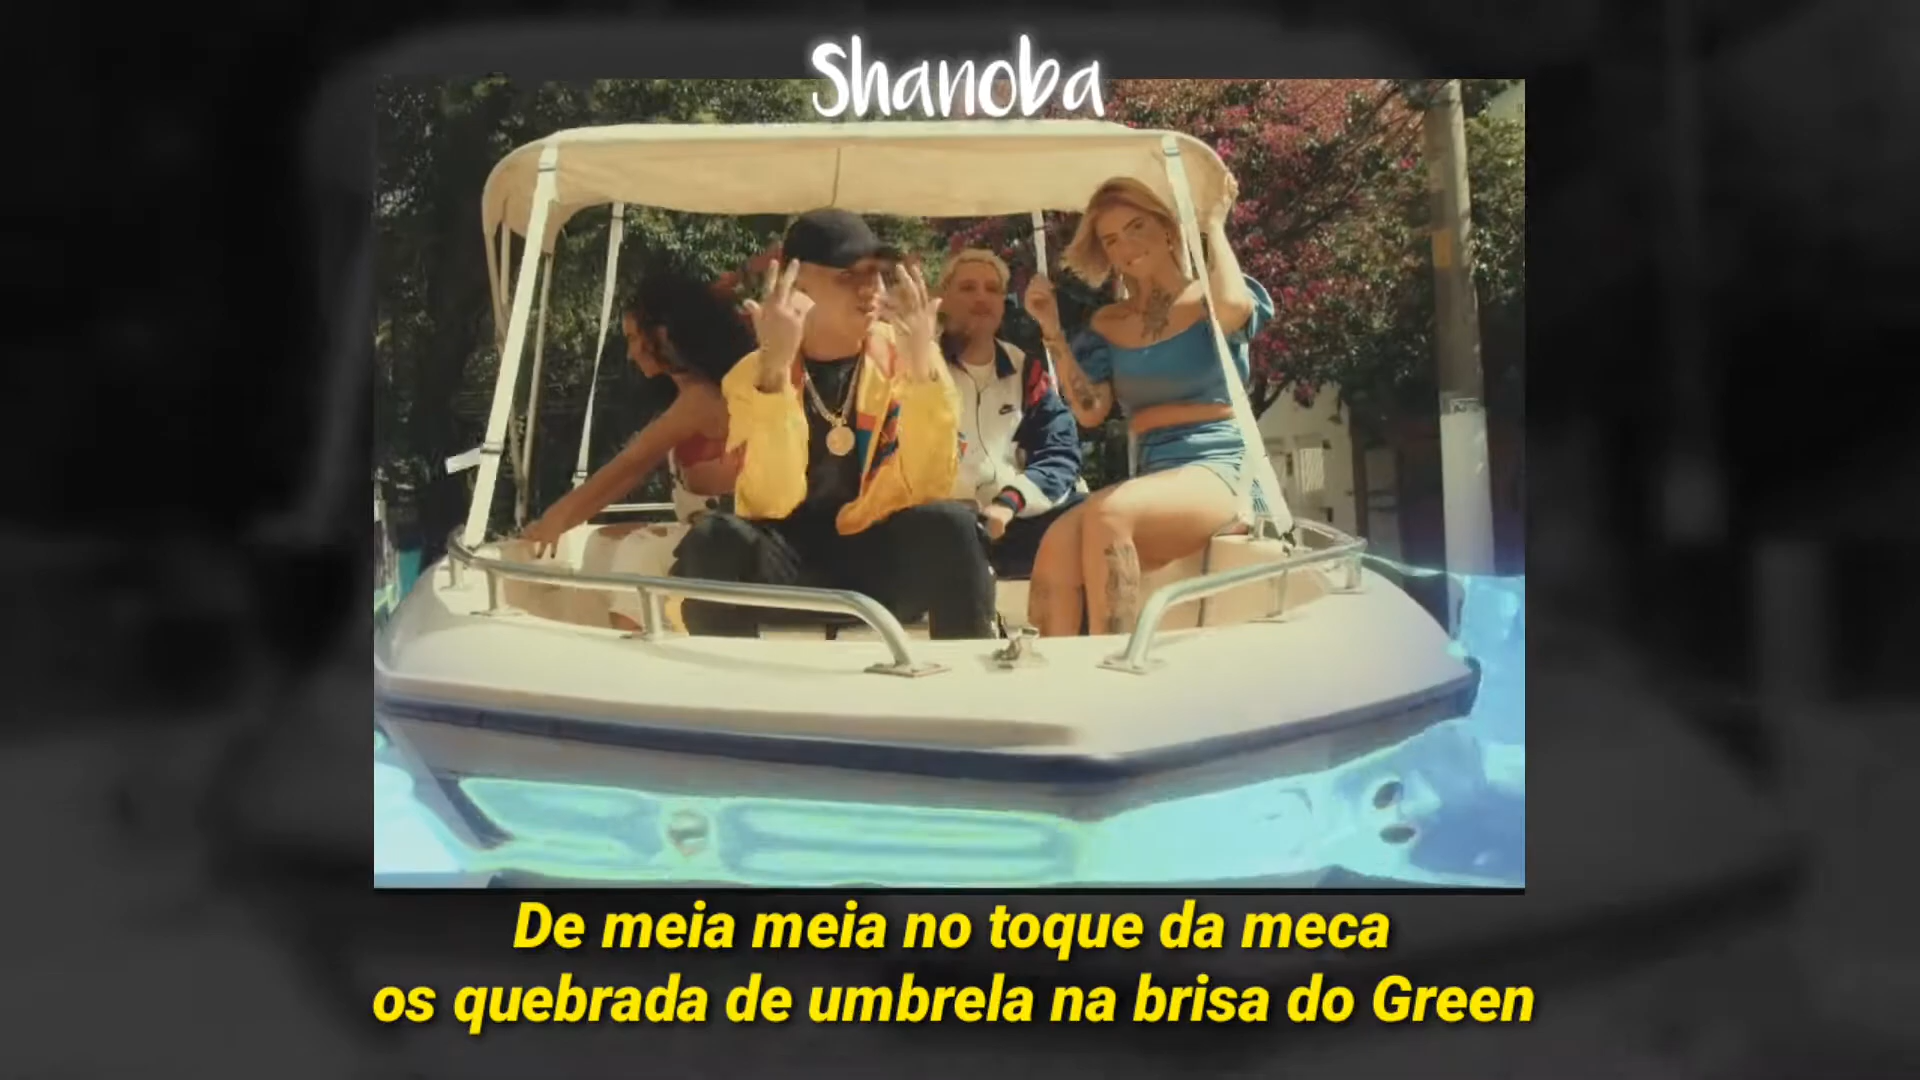 Shanoba
De meia meia no toque da meca
os quebrada de umbrela na brisa do Green